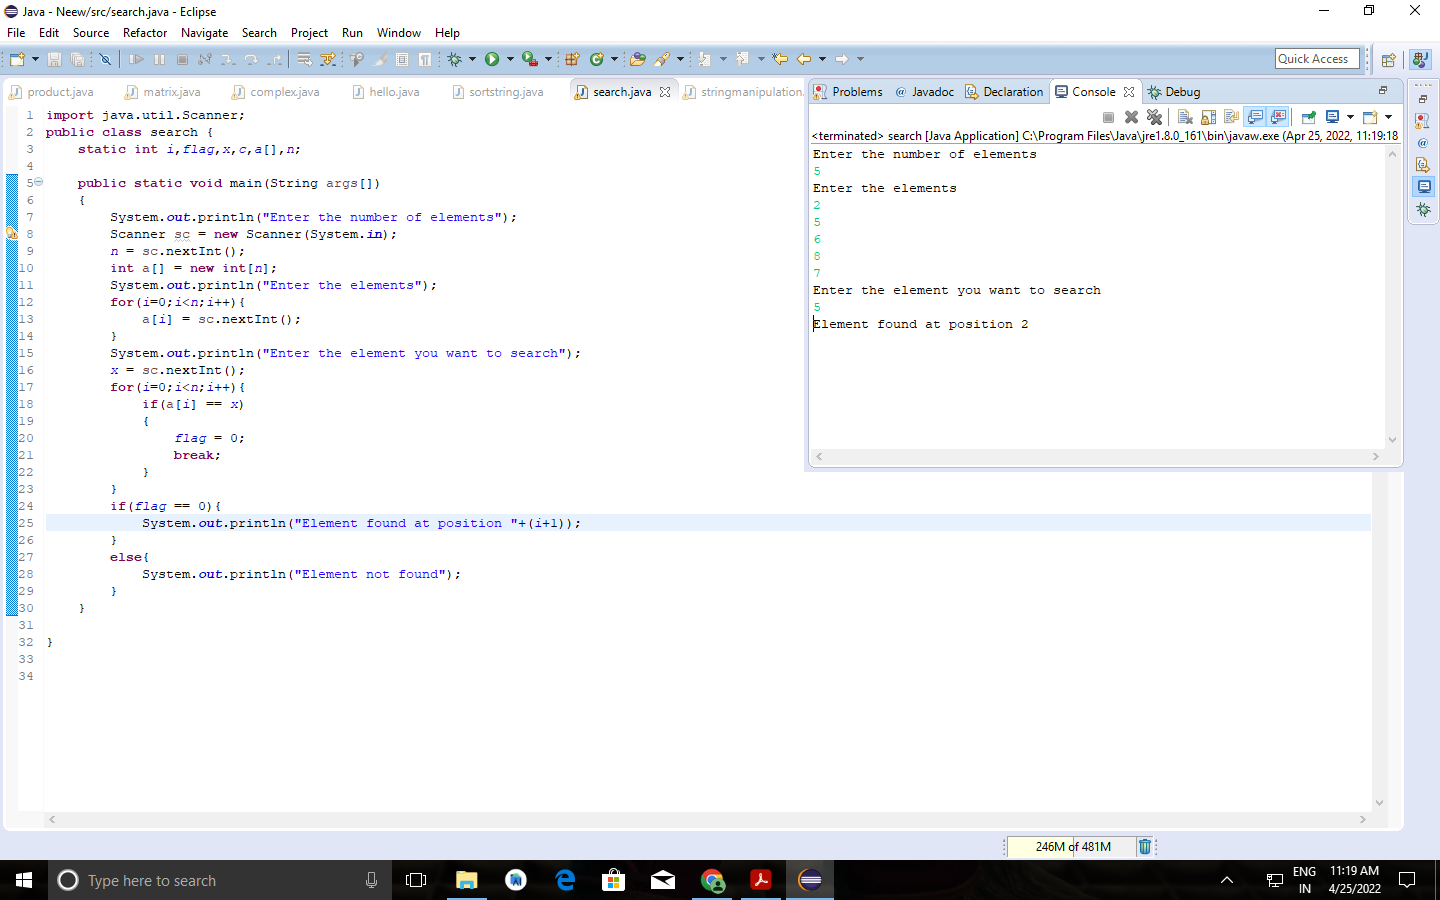 Java - Neew/src/search.java - Eclipse
File Edit Source Refactor Navigate Search Project Run Window Help
Quick Access
product.java matrix.java complex.java hello.java sortstring.java search.java stringmanipulation.
1 import java.util.Scanner;
2 public class search {
3 static int i,flag,x,c,a[],n;
4
5 public static void main(String args[])
6 {
7 System.out.println("Enter the number of elements");
8 Scanner sc = new Scanner(System.in);
9 n = sc.nextInt();
10 int a[] = new int[n];
11 System.out.println("Enter the elements");
12 for(i=0;i<n;i++){
13 a[i] = sc.nextInt();
14 }
15 System.out.println("Enter the element you want to search");
16 x = sc.nextInt();
17 for(i=0;i<n;i++){
18 if(a[i] == x)
19 {
20 flag = 0;
21 break;
22 }
23 }
24 if(flag == 0){
25 System.out.println("Element found at position "+(i+1));
26 }
27 else{
28 System.out.println("Element not found");
29 }
30 }
31
32 }
33
34
Problems @ Javadoc Declaration Console Debug
<terminated> search [Java Application] C:\Program Files\Java\jre1.8.0_161\bin\javaw.exe (Apr 25, 2022, 11:19:18
Enter the number of elements
5
Enter the elements
2
5
6
8
7
Enter the element you want to search
5
Element found at position 2
246M of 481M
Type here to search
ENG
IN
11:19 AM
4/25/2022